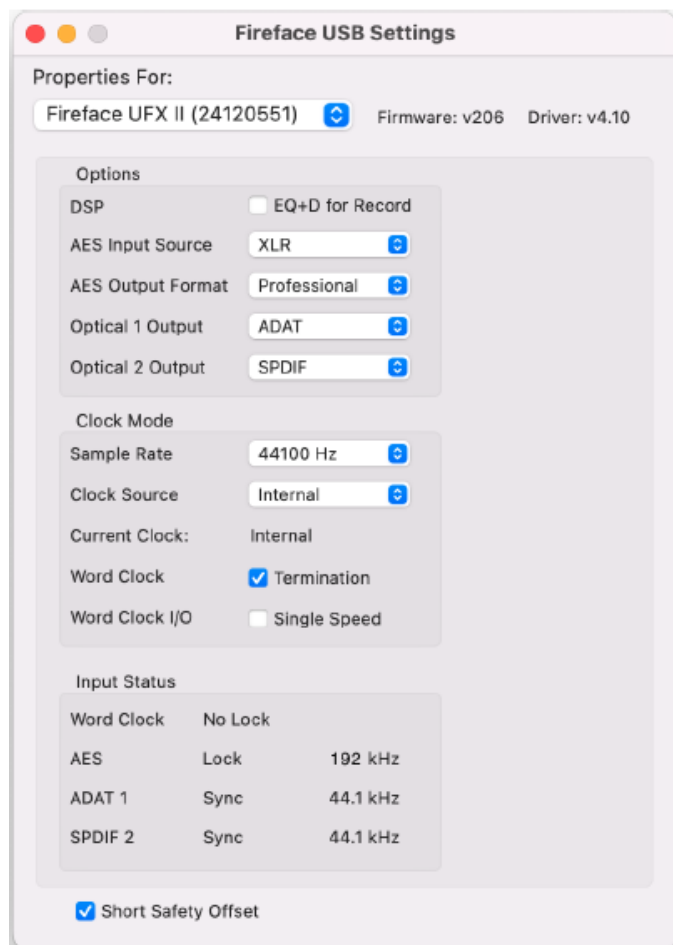 Fireface USB Settings
Properties For:
Fireface UFX II (24120551) Firmware: v206 Driver: v4.10
Options
DSP EQ+D for Record
AES Input Source XLR
AES Output Format Professional
Optical 1 Output ADAT
Optical 2 Output SPDIF
Clock Mode
Sample Rate 44100 Hz
Clock Source Internal
Current Clock: Internal
Word Clock Termination
Word Clock I/O Single Speed
Input Status
Word Clock No Lock
AES Lock 192 kHz
ADAT 1 Sync 44.1 kHz
SPDIF 2 Sync 44.1 kHz
Short Safety Offset